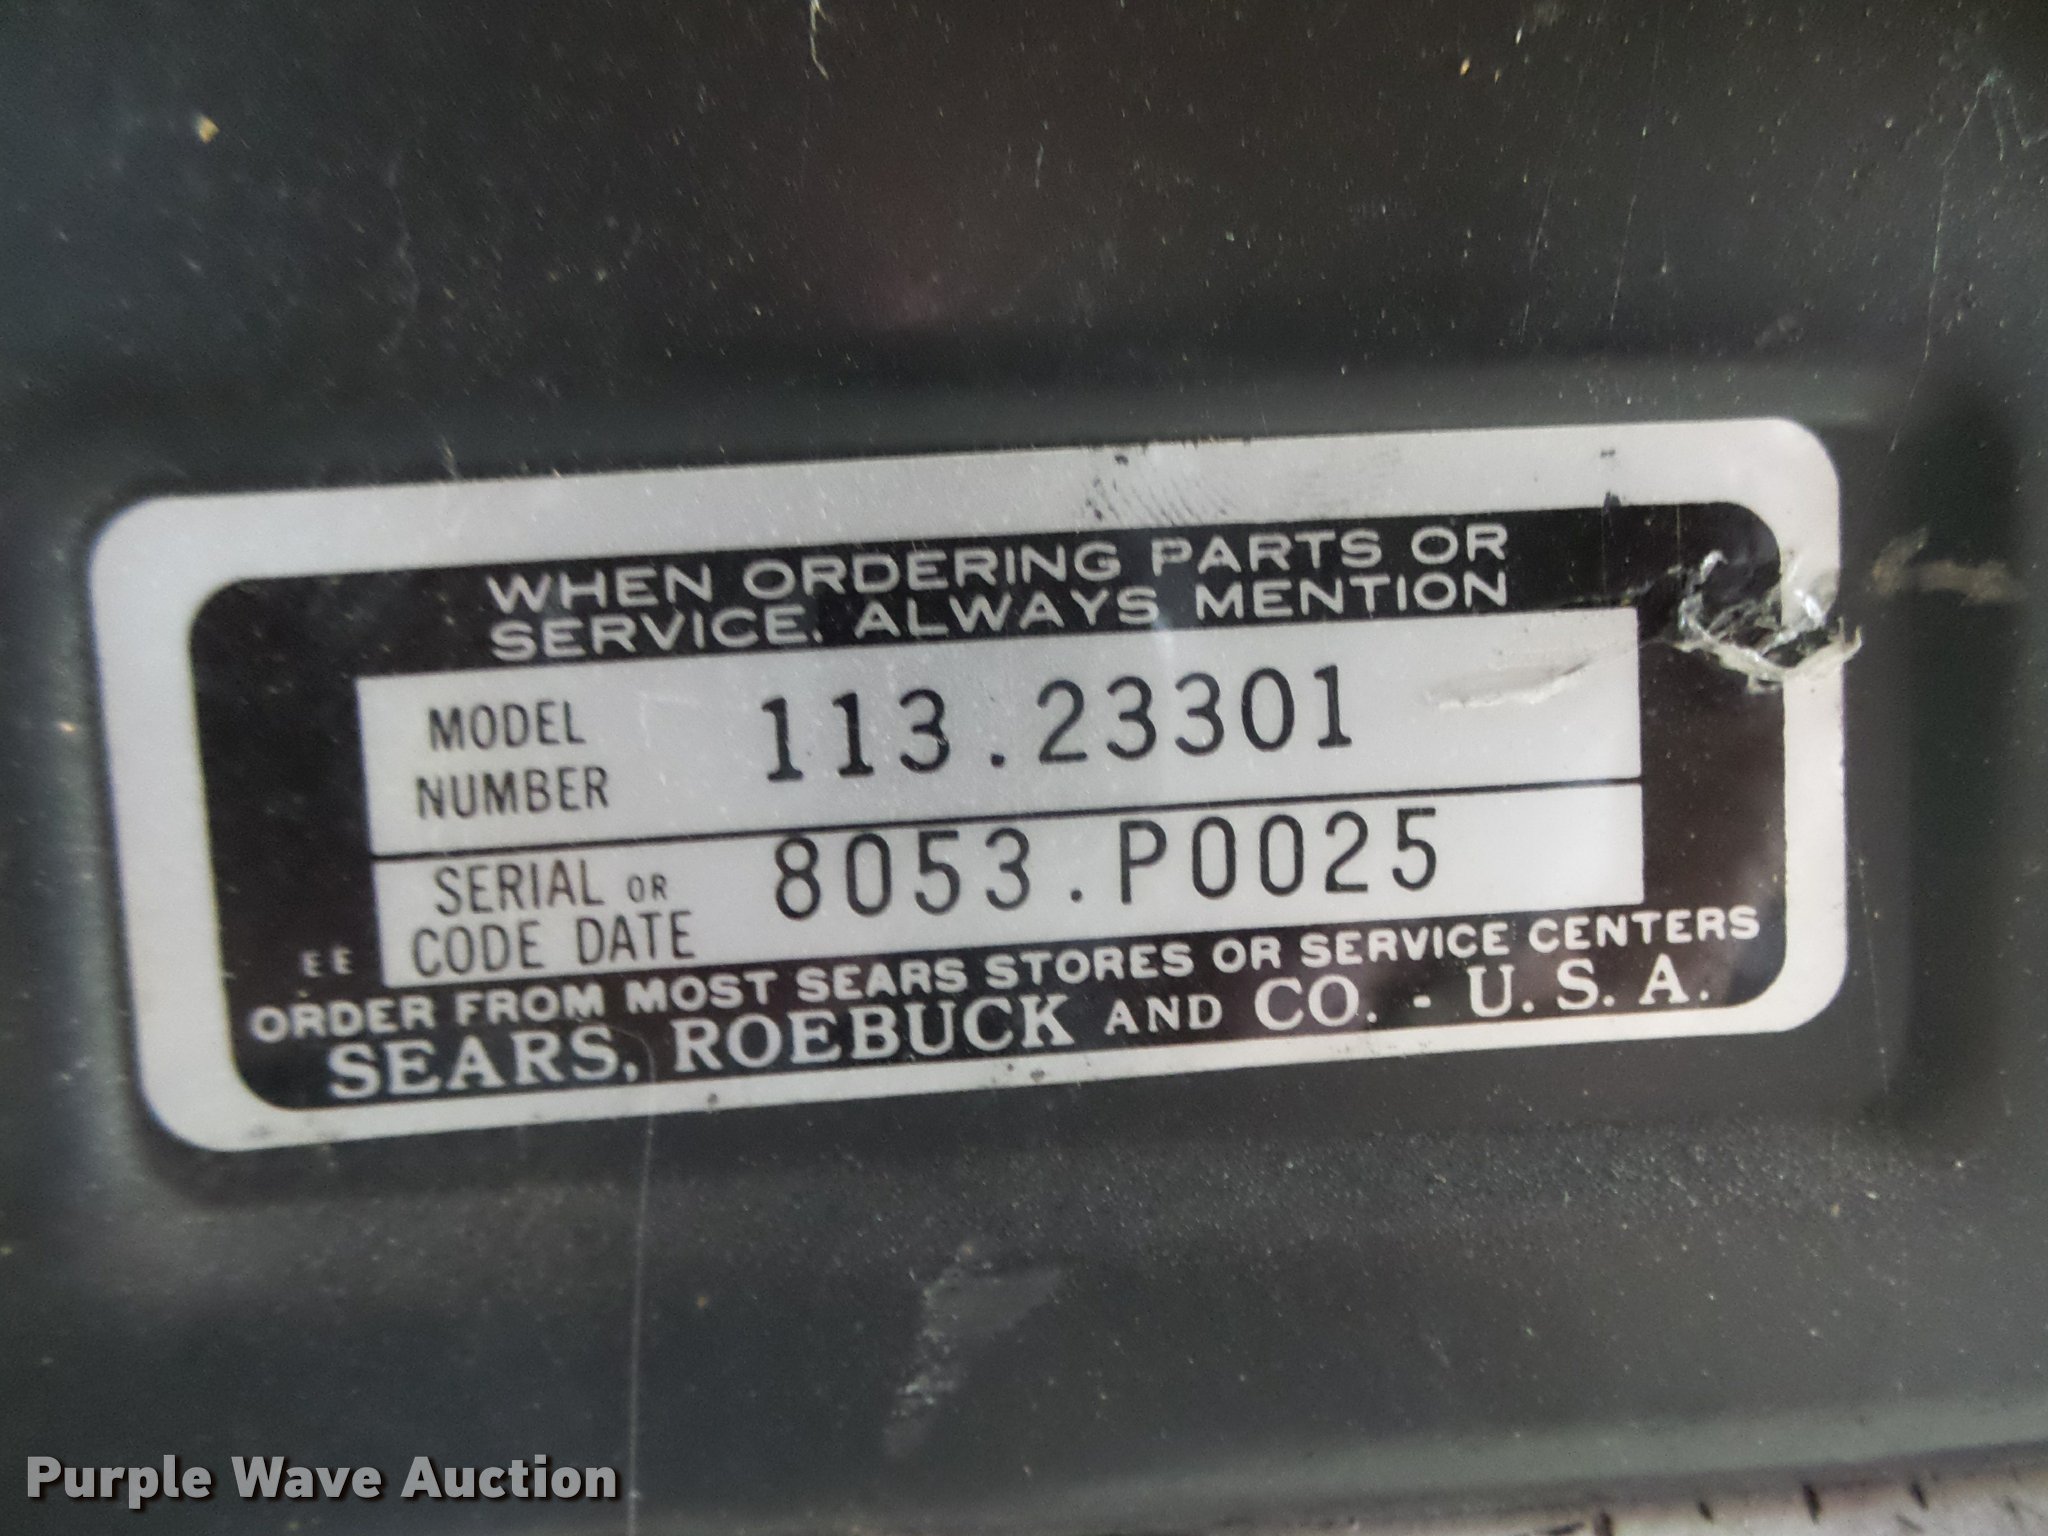 WHEN ORDERING PARTS OR
SERVICE. ALWAYS MENTION
MODEL
NUMBER
113.23301
SERIAL OR
CODE DATE
8053.P0025
EE
ORDER FROM MOST SEARS STORES OR SERVICE CENTERS
SEARS, ROEBUCK AND CO. - U.S.A.
Purple Wave Auction